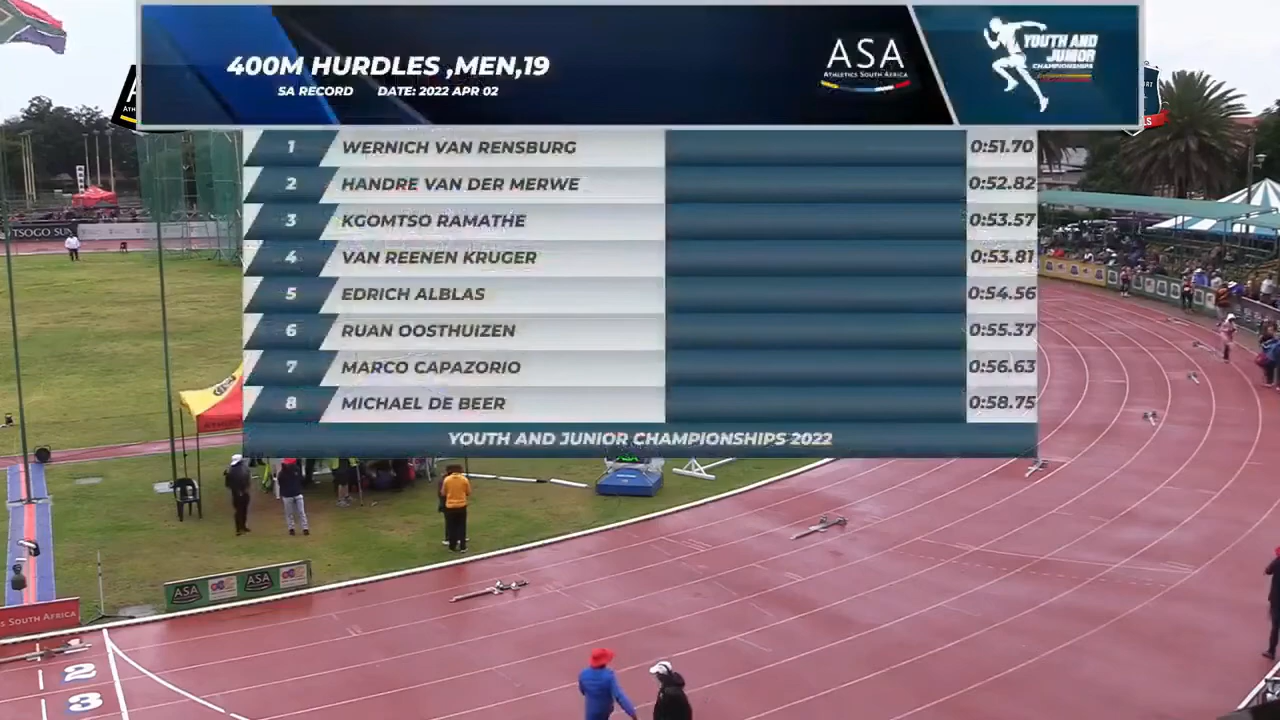 400M HURDLES ,MEN,19
SA RECORD DATE: 2022 APR 02
ASA
ATHLETICS SOUTH AFRICA
YOUTH AND
JUNIOR
CHAMPIONSHIPS
1 WERNICH VAN RENSBURG 0:51.70
2 HANDRE VAN DER MERWE 0:52.82
3 KGOMTSO RAMATHE 0:53.57
4 VAN REENEN KRUGER 0:53.81
5 EDRICH ALBLAS 0:54.56
6 RUAN OOSTHUIZEN 0:55.37
7 MARCO CAPAZORIO 0:56.63
8 MICHAEL DE BEER 0:58.75
YOUTH AND JUNIOR CHAMPIONSHIPS 2022
TSOGO SUN
ASA
ASA
S SOUTH AFRICA
2
3